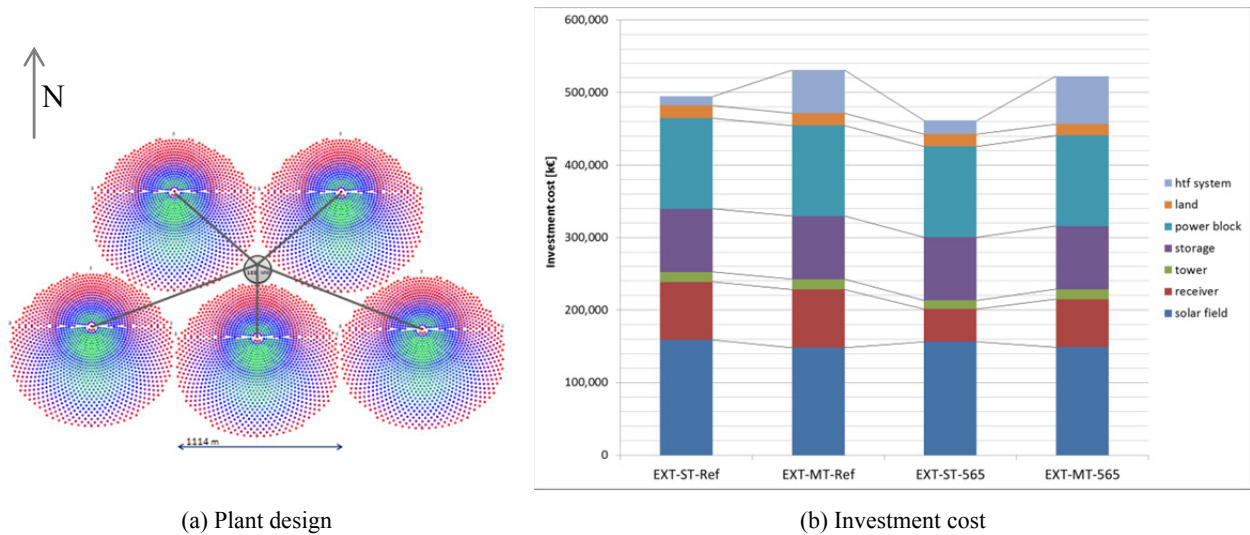 N
1114 m
(a) Plant design
600,000
500,000
400,000
300,000
200,000
100,000
0
Investment cost [k€]
EXT-ST-Ref
EXT-MT-Ref
EXT-ST-565
EXT-MT-565
htf system
land
power block
storage
tower
receiver
solar field
(b) Investment cost